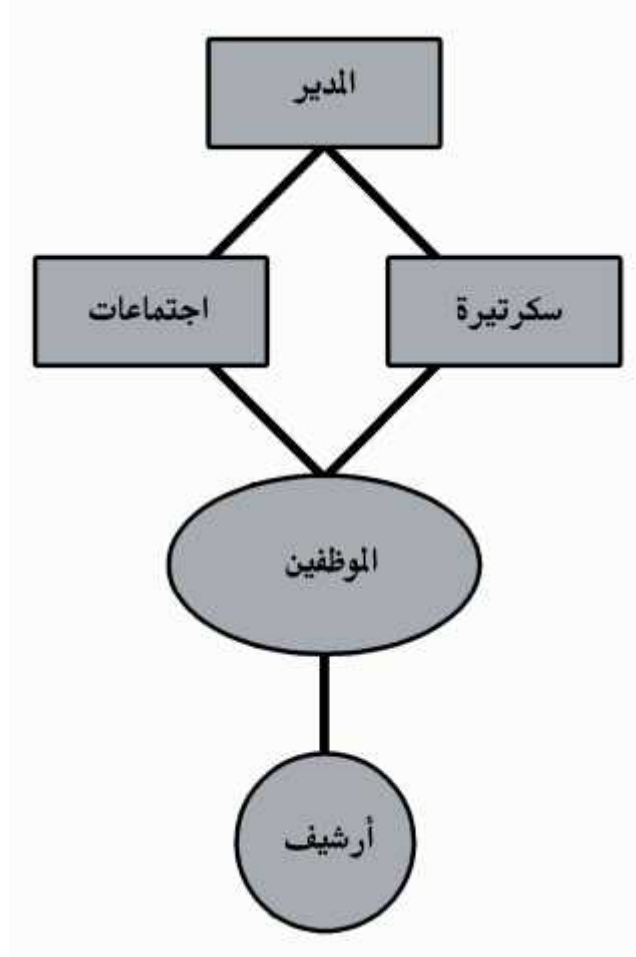 المدير
سكرتيرة
اجتماعات
الموظفين
أرشيف